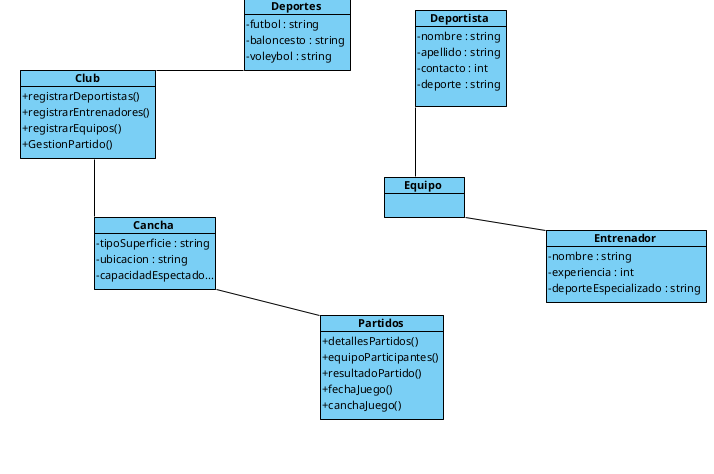 Deportes
-futbol : string
-baloncesto : string
-voleybol : string
Deportista
-nombre : string
-apellido : string
-contacto : int
-deporte : string
Club
+registrarDeportistas()
+registrarEntrenadores()
+registrarEquipos()
+GestionPartido()
Equipo
Cancha
-tipoSuperficie : string
-ubicacion : string
-capacidadEspectado...
Entrenador
-nombre : string
-experiencia : int
-deporteEspecializado : string
Partidos
+detallesPartidos()
+equipoParticipantes()
+resultadoPartido()
+fechaJuego()
+canchaJuego()